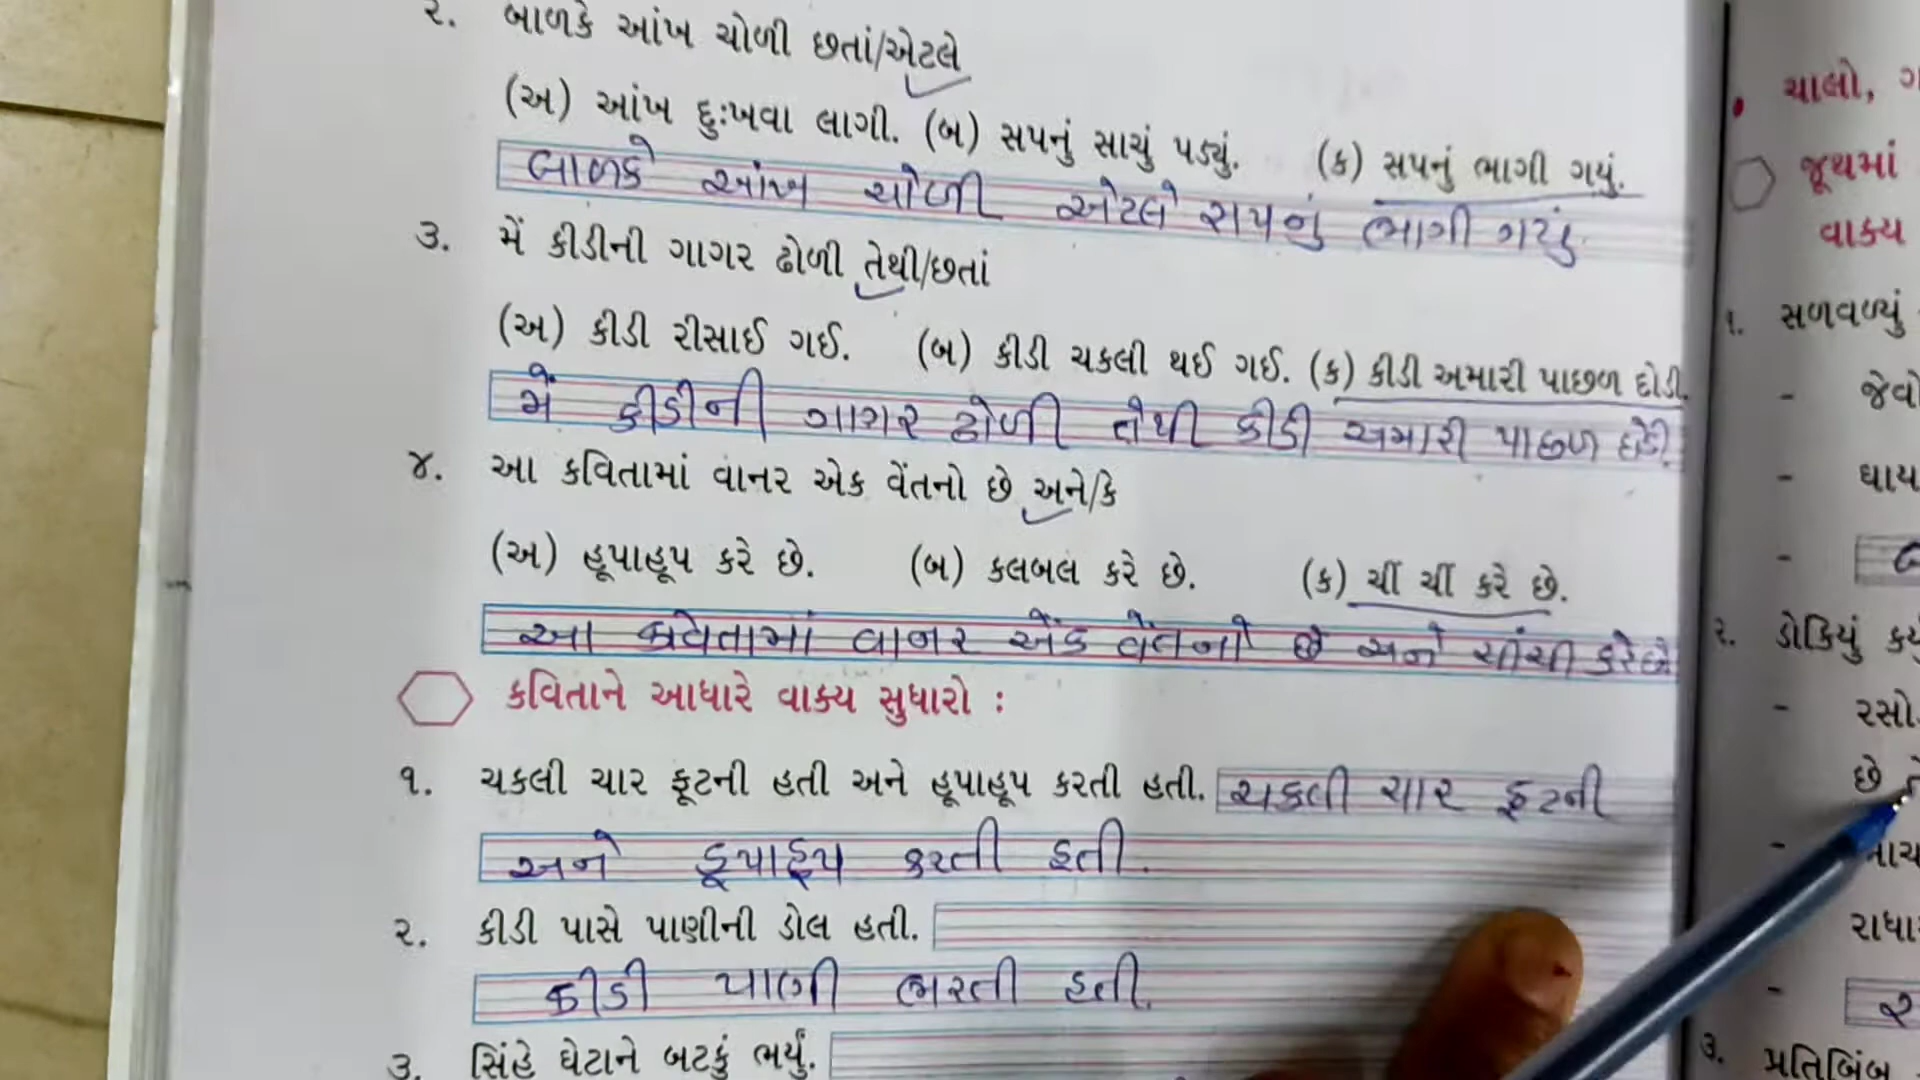 ૨. બાળકે આંખ ચોળી છતાં/એટલે
(અ) આંખ દુઃખવા લાગી. (બ) સપનું સાચું પડ્યું. (ક) સપનું ભાગી ગયું.
બાળકે આંખ ચોળી એટલે સપનું ભાગી ગયું.
૩. મેં કીડીની ગાગર ઢોળી તેથી/છતાં
(અ) કીડી રીસાઈ ગઈ. (બ) કીડી ચકલી થઈ ગઈ. (ક) કીડી અમારી પાછળ દોડી.
મેં કીડીની ગાગર ઢોળી તેથી કીડી અમારી પાછળ દોડી.
૪. આ કવિતામાં વાનર એક વેંતનો છે અને/કે
(અ) હૂપાહૂપ કરે છે. (બ) કલબલ કરે છે. (ક) ચીં ચીં કરે છે.
આ કવિતામાં વાનર એક વેંતનો છે અને ચીંચી કરે છે
કવિતાને આધારે વાક્ય સુધારો :
૧. ચકલી ચાર ફૂટની હતી અને હૂપાહૂપ કરતી હતી. ચકલી ચાર ફુટની
અને હૂપાહૂપ કરતી હતી.
૨. કીડી પાસે પાણીની ડોલ હતી.
કીડી પાણી ભરતી હતી.
૩. સિંહે ઘેટાને બટકું ભર્યું.
ચાલો,
જૂથમાં
વાક્ય
૧. સળવળ્યું
-
-
-
૨. ડોકિયું
-
છે
-
-
૩. પ્રતિબિંબ